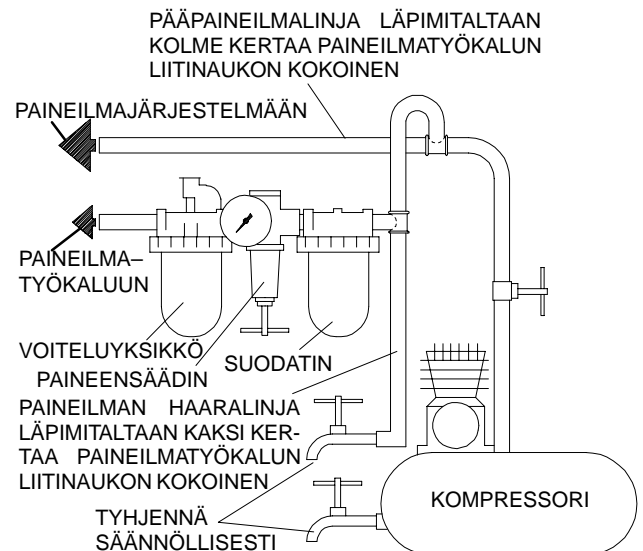 PÄÄPAINEILMALINJA LÄPIMITALTAAN
KOLME KERTAA PAINEILMATYÖKALUN
LIITINAUKON KOKOINEN
PAINEILMAJÄRJESTELMÄÄN
PAINEILMA–
TYÖKALUUN
VOITELUYKSIKKÖ
SUODATIN
PAINEENSÄÄDIN
PAINEILMAN HAARALINJA
LÄPIMITALTAAN KAKSI KER-
TAA PAINEILMATYÖKALUN
LIITINAUKON KOKOINEN
KOMPRESSORI
TYHJENNÄ
SÄÄNNÖLLISESTI